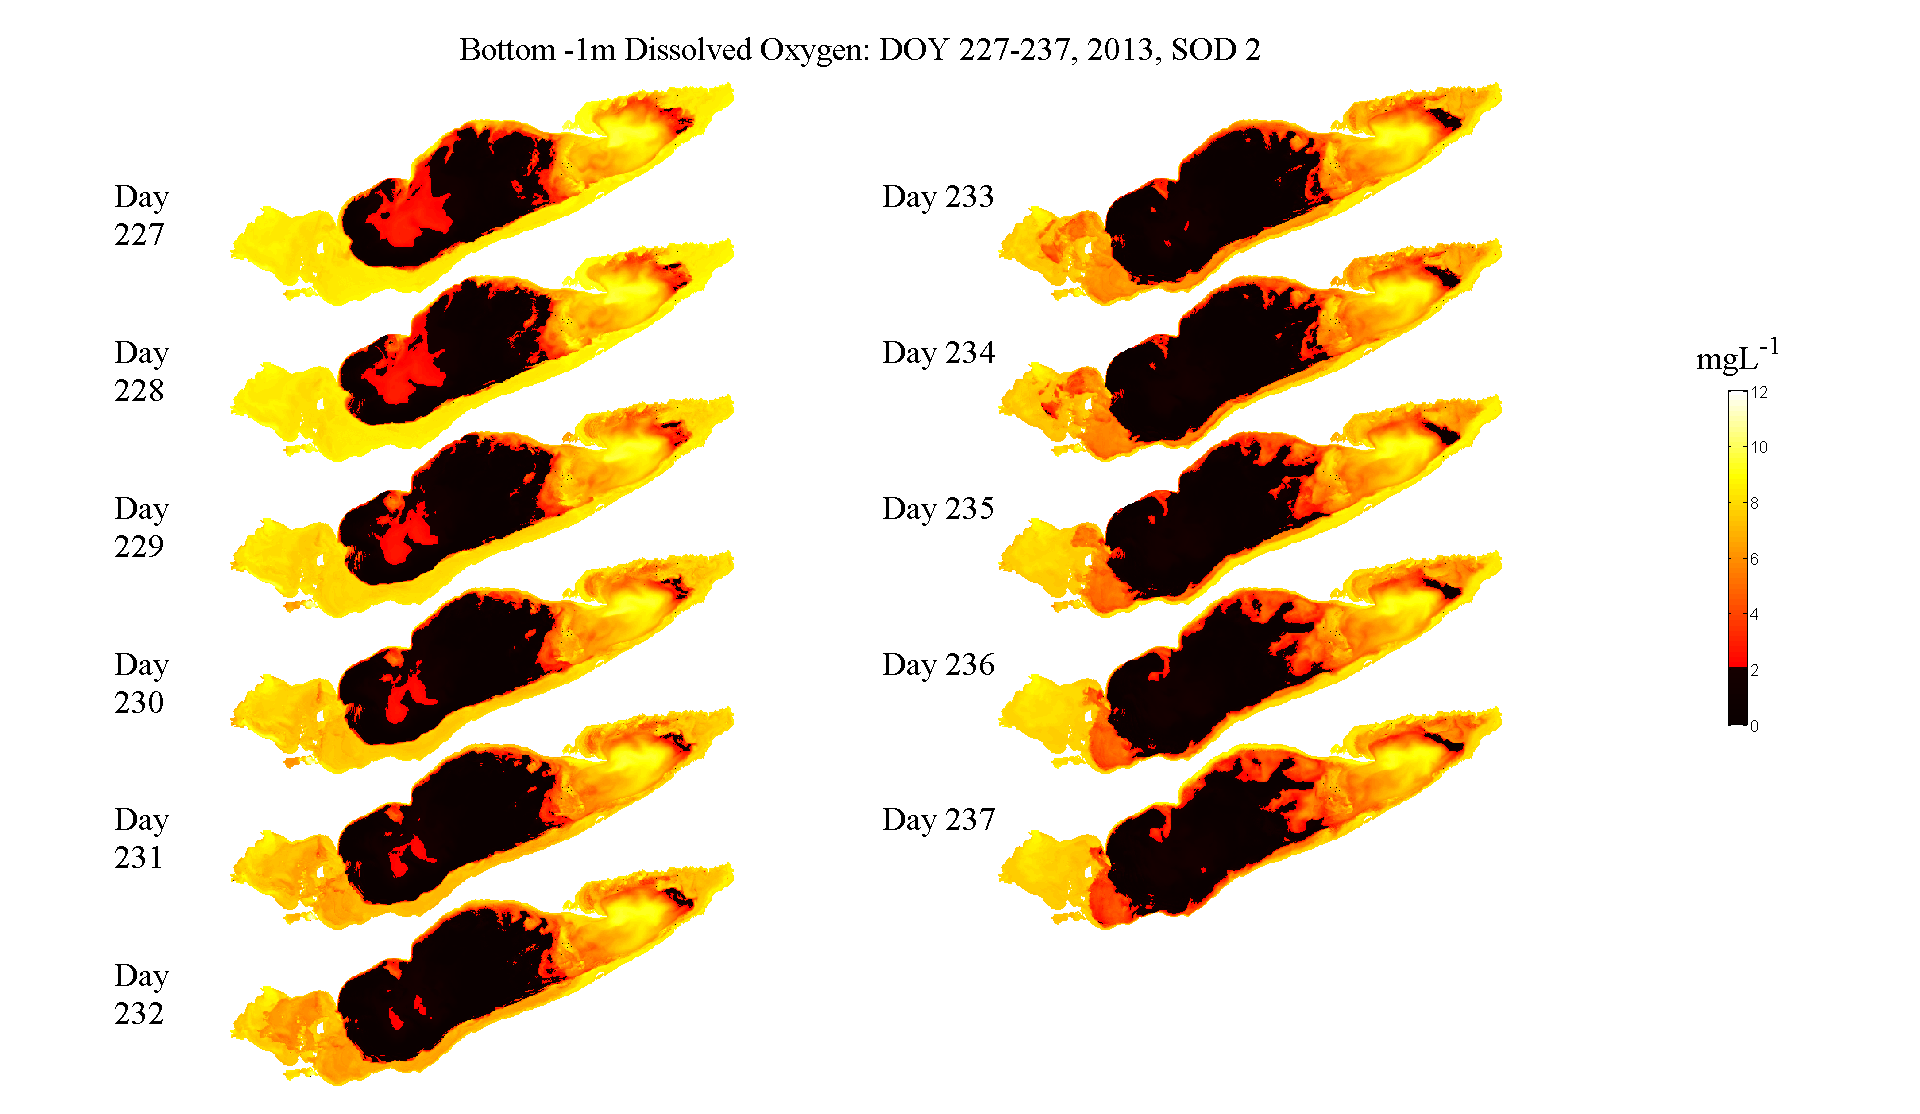 Bottom -1m Dissolved Oxygen: DOY 227-237, 2013, SOD 2
Day
227
Day
228
Day
229
Day
230
Day
231
Day
232
Day 233
Day 234
Day 235
Day 236
Day 237
mgL-1
12
10
8
6
4
2
0